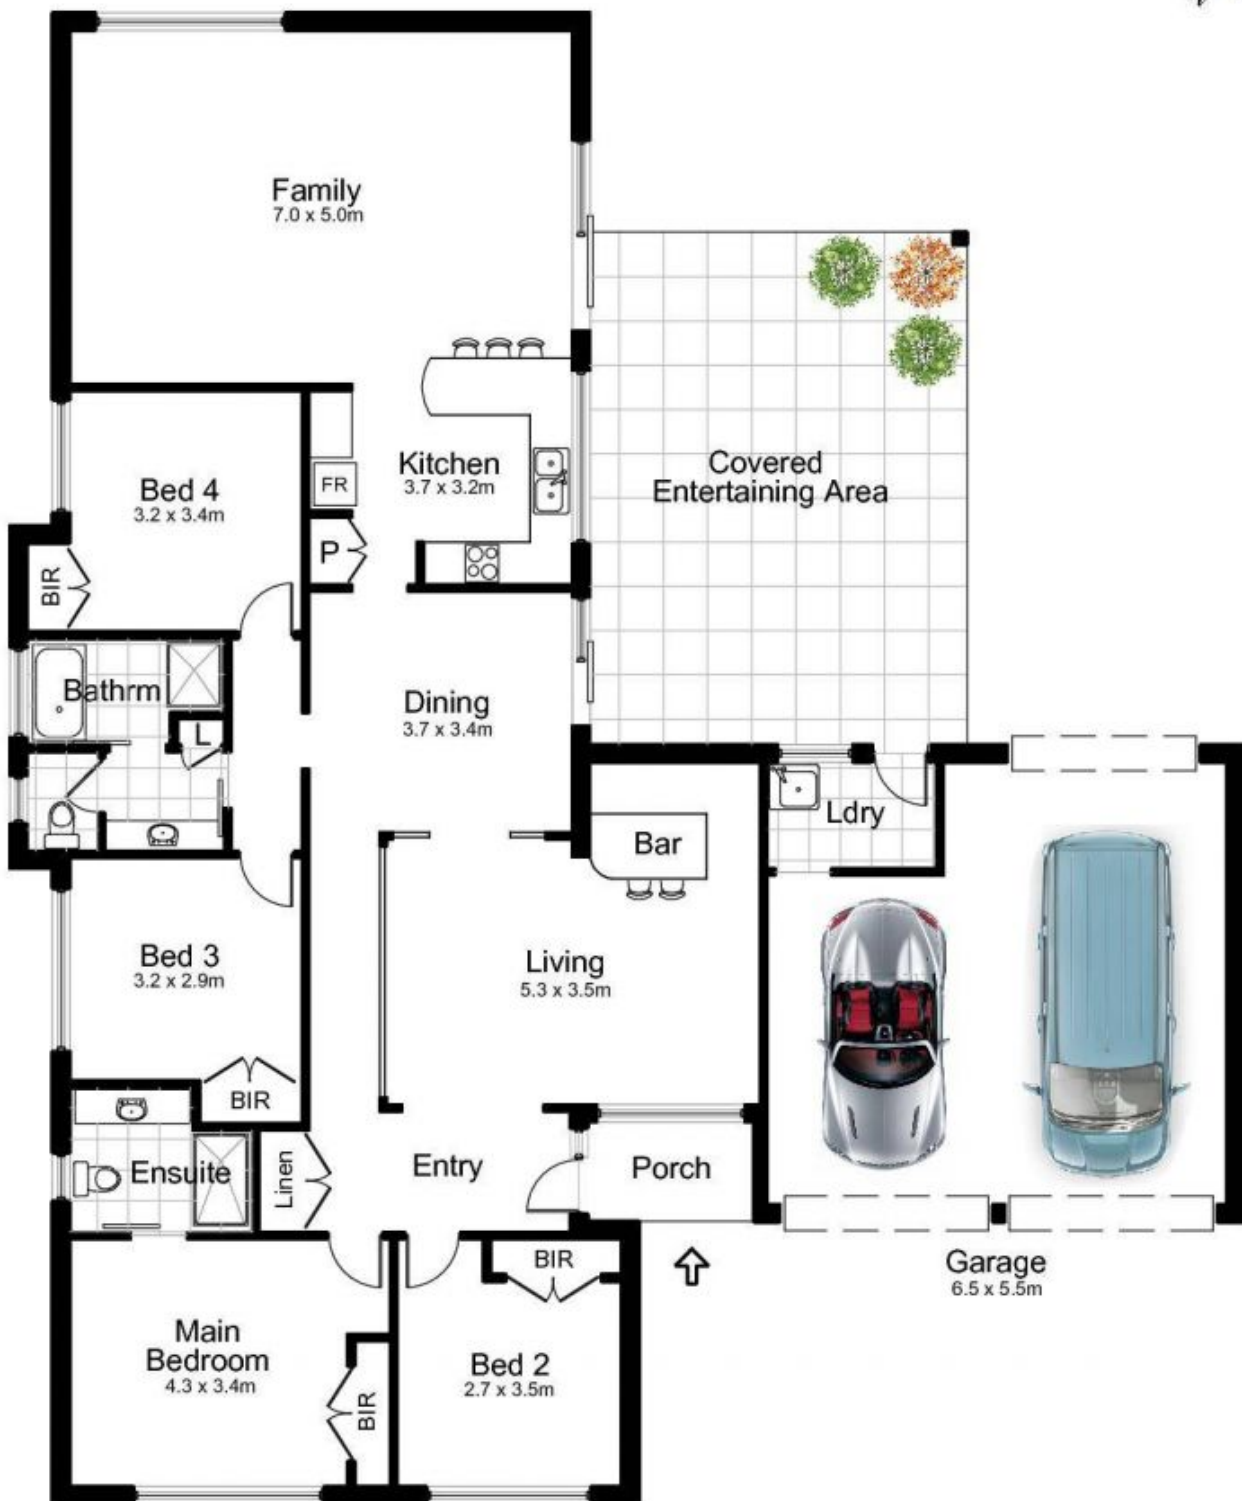 Family
7.0 x 5.0m
Bed 4
3.2 x 3.4m
BIR
FR
P
Kitchen
3.7 x 3.2m
Covered
Entertaining Area
Bathrm
L
Dining
3.7 x 3.4m
Bar
Ldry
Bed 3
3.2 x 2.9m
BIR
Living
5.3 x 3.5m
Ensuite
Linen
Entry
Porch
Garage
6.5 x 5.5m
Main
Bedroom
4.3 x 3.4m
BIR
BIR
Bed 2
2.7 x 3.5m